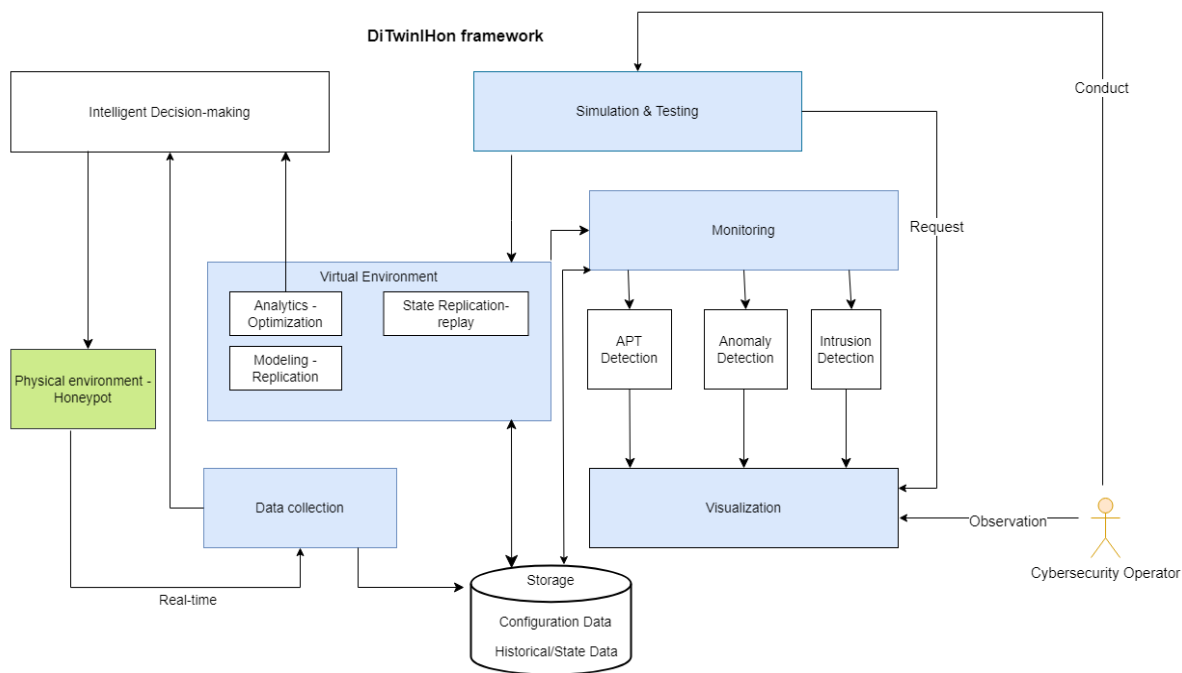 DiTwinIHon framework
Conduct
Intelligent Decision-making
Simulation & Testing
Request
Monitoring
Virtual Environment
Analytics -
Optimization
State Replication-
replay
Modeling -
Replication
APT
Detection
Anomaly
Detection
Intrusion
Detection
Physical environment -
Honeypot
Data collection
Visualization
Observation
Cybersecurity Operator
Real-time
Storage
Configuration Data
Historical/State Data